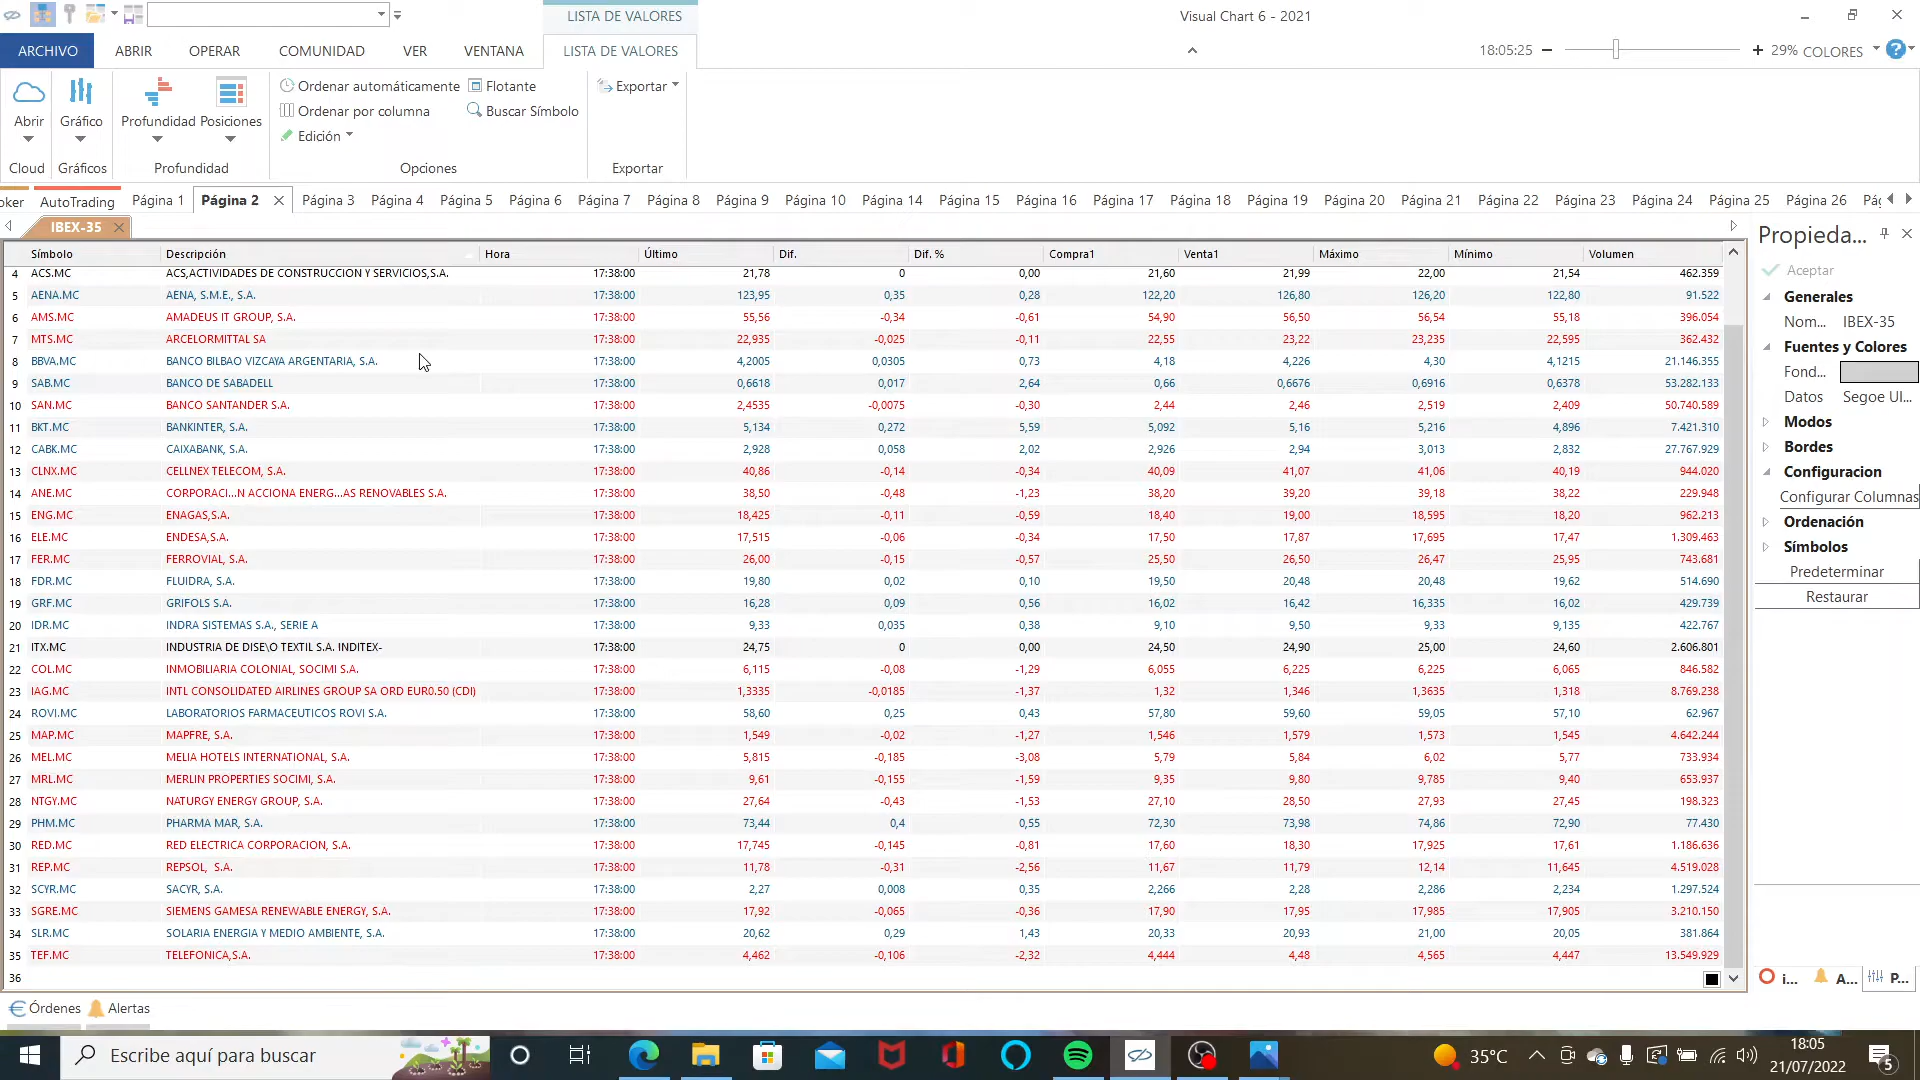 LISTA DE VALORES
Visual Chart 6 - 2021
ARCHIVO ABRIR OPERAR COMUNIDAD VER VENTANA LISTA DE VALORES
18:05:25 29% COLORES
Abrir Gráfico Profundidad Posiciones
Ordenar automáticamente Flotante Exportar
Ordenar por columna Buscar Símbolo
Edición
Cloud Gráficos Profundidad Opciones Exportar
oker AutoTrading Página 1 Página 2 Página 3 Página 4 Página 5 Página 6 Página 7 Página 8 Página 9 Página 10 Página 14 Página 15 Página 16 Página 17 Página 18 Página 19 Página 20 Página 21 Página 22 Página 23 Página 24 Página 25 Página 26 Pág
IBEX-35
Símbolo Descripción Hora Último Dif. Dif. % Compra1 Venta1 Máximo Mínimo Volumen
4 ACS.MC ACS,ACTIVIDADES DE CONSTRUCCION Y SERVICIOS,S.A. 17:38:00 21,78 0 0,00 21,60 21,99 22,00 21,54 462.359
5 AENA.MC AENA, S.M.E., S.A. 17:38:00 123,95 0,35 0,28 122,20 126,80 126,20 122,80 91.522
6 AMS.MC AMADEUS IT GROUP, S.A. 17:38:00 55,56 -0,34 -0,61 54,90 56,50 56,54 55,18 396.054
7 MTS.MC ARCELORMITTAL SA 17:38:00 22,935 -0,025 -0,11 22,55 23,22 23,235 22,595 362.432
8 BBVA.MC BANCO BILBAO VIZCAYA ARGENTARIA, S.A. 17:38:00 4,2005 0,0305 0,73 4,18 4,226 4,30 4,1215 21.146.355
9 SAB.MC BANCO DE SABADELL 17:38:00 0,6618 0,017 2,64 0,66 0,6676 0,6916 0,6378 53.282.133
10 SAN.MC BANCO SANTANDER S.A. 17:38:00 2,4535 -0,0075 -0,30 2,44 2,46 2,519 2,409 50.740.589
11 BKT.MC BANKINTER, S.A. 17:38:00 5,134 0,272 5,59 5,092 5,16 5,216 4,896 7.421.310
12 CABK.MC CAIXABANK, S.A. 17:38:00 2,928 0,058 2,02 2,926 2,94 3,013 2,832 27.767.929
13 CLNX.MC CELLNEX TELECOM, S.A. 17:38:00 40,86 -0,14 -0,34 40,09 41,07 41,06 40,19 944.020
14 ANE.MC CORPORACI...N ACCIONA ENERG...AS RENOVABLES S.A. 17:38:00 38,50 -0,48 -1,23 38,20 39,20 39,18 38,22 229.948
15 ENG.MC ENAGAS,S.A. 17:38:00 18,425 -0,11 -0,59 18,40 19,00 18,595 18,20 962.213
16 ELE.MC ENDESA,S.A. 17:38:00 17,515 -0,06 -0,34 17,50 17,87 17,695 17,47 1.309.463
17 FER.MC FERROVIAL, S.A. 17:38:00 26,00 -0,15 -0,57 25,50 26,50 26,47 25,95 743.681
18 FDR.MC FLUIDRA, S.A. 17:38:00 19,80 0,02 0,10 19,50 20,48 20,48 19,62 514.690
19 GRF.MC GRIFOLS S.A. 17:38:00 16,28 0,09 0,56 16,02 16,42 16,335 16,02 429.739
20 IDR.MC INDRA SISTEMAS S.A., SERIE A 17:38:00 9,33 0,035 0,38 9,10 9,50 9,33 9,135 422.767
21 ITX.MC INDUSTRIA DE DISE\O TEXTIL S.A. INDITEX- 17:38:00 24,75 0 0,00 24,50 24,90 25,00 24,60 2.606.801
22 COL.MC INMOBILIARIA COLONIAL, SOCIMI S.A. 17:38:00 6,115 -0,08 -1,29 6,055 6,225 6,225 6,065 846.582
23 IAG.MC INTL CONSOLIDATED AIRLINES GROUP SA ORD EUR0.50 (CDI) 17:38:00 1,3335 -0,0185 -1,37 1,32 1,346 1,3635 1,318 8.769.238
24 ROVI.MC LABORATORIOS FARMACEUTICOS ROVI S.A. 17:38:00 58,60 0,25 0,43 57,80 59,60 59,05 57,10 62.967
25 MAP.MC MAPFRE, S.A. 17:38:00 1,549 -0,02 -1,27 1,546 1,579 1,573 1,545 4.642.244
26 MEL.MC MELIA HOTELS INTERNATIONAL, S.A. 17:38:00 5,815 -0,185 -3,08 5,79 5,84 6,02 5,77 733.934
27 MRL.MC MERLIN PROPERTIES SOCIMI, S.A. 17:38:00 9,61 -0,155 -1,59 9,35 9,80 9,785 9,40 653.937
28 NTGY.MC NATURGY ENERGY GROUP, S.A. 17:38:00 27,64 -0,43 -1,53 27,10 28,50 27,93 27,45 198.323
29 PHM.MC PHARMA MAR, S.A. 17:38:00 73,44 0,4 0,55 72,30 73,98 74,86 72,90 77.430
30 RED.MC RED ELECTRICA CORPORACION, S.A. 17:38:00 17,745 -0,145 -0,81 17,60 18,30 17,925 17,61 1.186.636
31 REP.MC REPSOL, S.A. 17:38:00 11,78 -0,31 -2,56 11,67 11,79 12,14 11,645 4.519.028
32 SCYR.MC SACYR, S.A. 17:38:00 2,27 0,008 0,35 2,266 2,28 2,286 2,234 1.297.524
33 SGRE.MC SIEMENS GAMESA RENEWABLE ENERGY, S.A. 17:38:00 17,92 -0,065 -0,36 17,90 17,95 17,985 17,905 3.210.150
34 SLR.MC SOLARIA ENERGIA Y MEDIO AMBIENTE, S.A. 17:38:00 20,62 0,29 1,43 20,33 20,93 21,00 20,05 381.864
35 TEF.MC TELEFONICA,S.A. 17:38:00 4,462 -0,106 -2,32 4,444 4,48 4,565 4,447 13.549.929
36
Propieda...
Aceptar
Generales
Nom... IBEX-35
Fuentes y Colores
Fond...
Datos Segoe UI...
Modos
Bordes
Configuracion
Configurar Columnas
Ordenación
Símbolos
Predeterminar
Restaurar
i... A... P...
Órdenes Alertas
Escribe aquí para buscar
35°C
18:05
21/07/2022
5